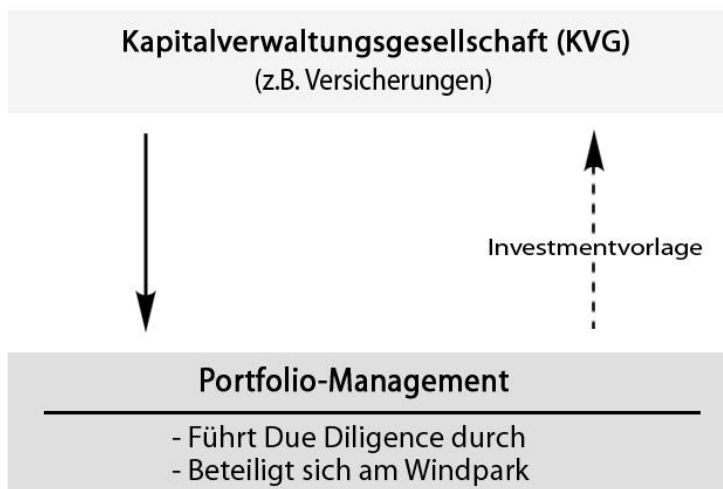 Kapitalverwaltungsgesellschaft (KVG)
(z.B. Versicherungen)
Investmentvorlage
Portfolio-Management
- Führt Due Diligence durch
- Beteiligt sich am Windpark